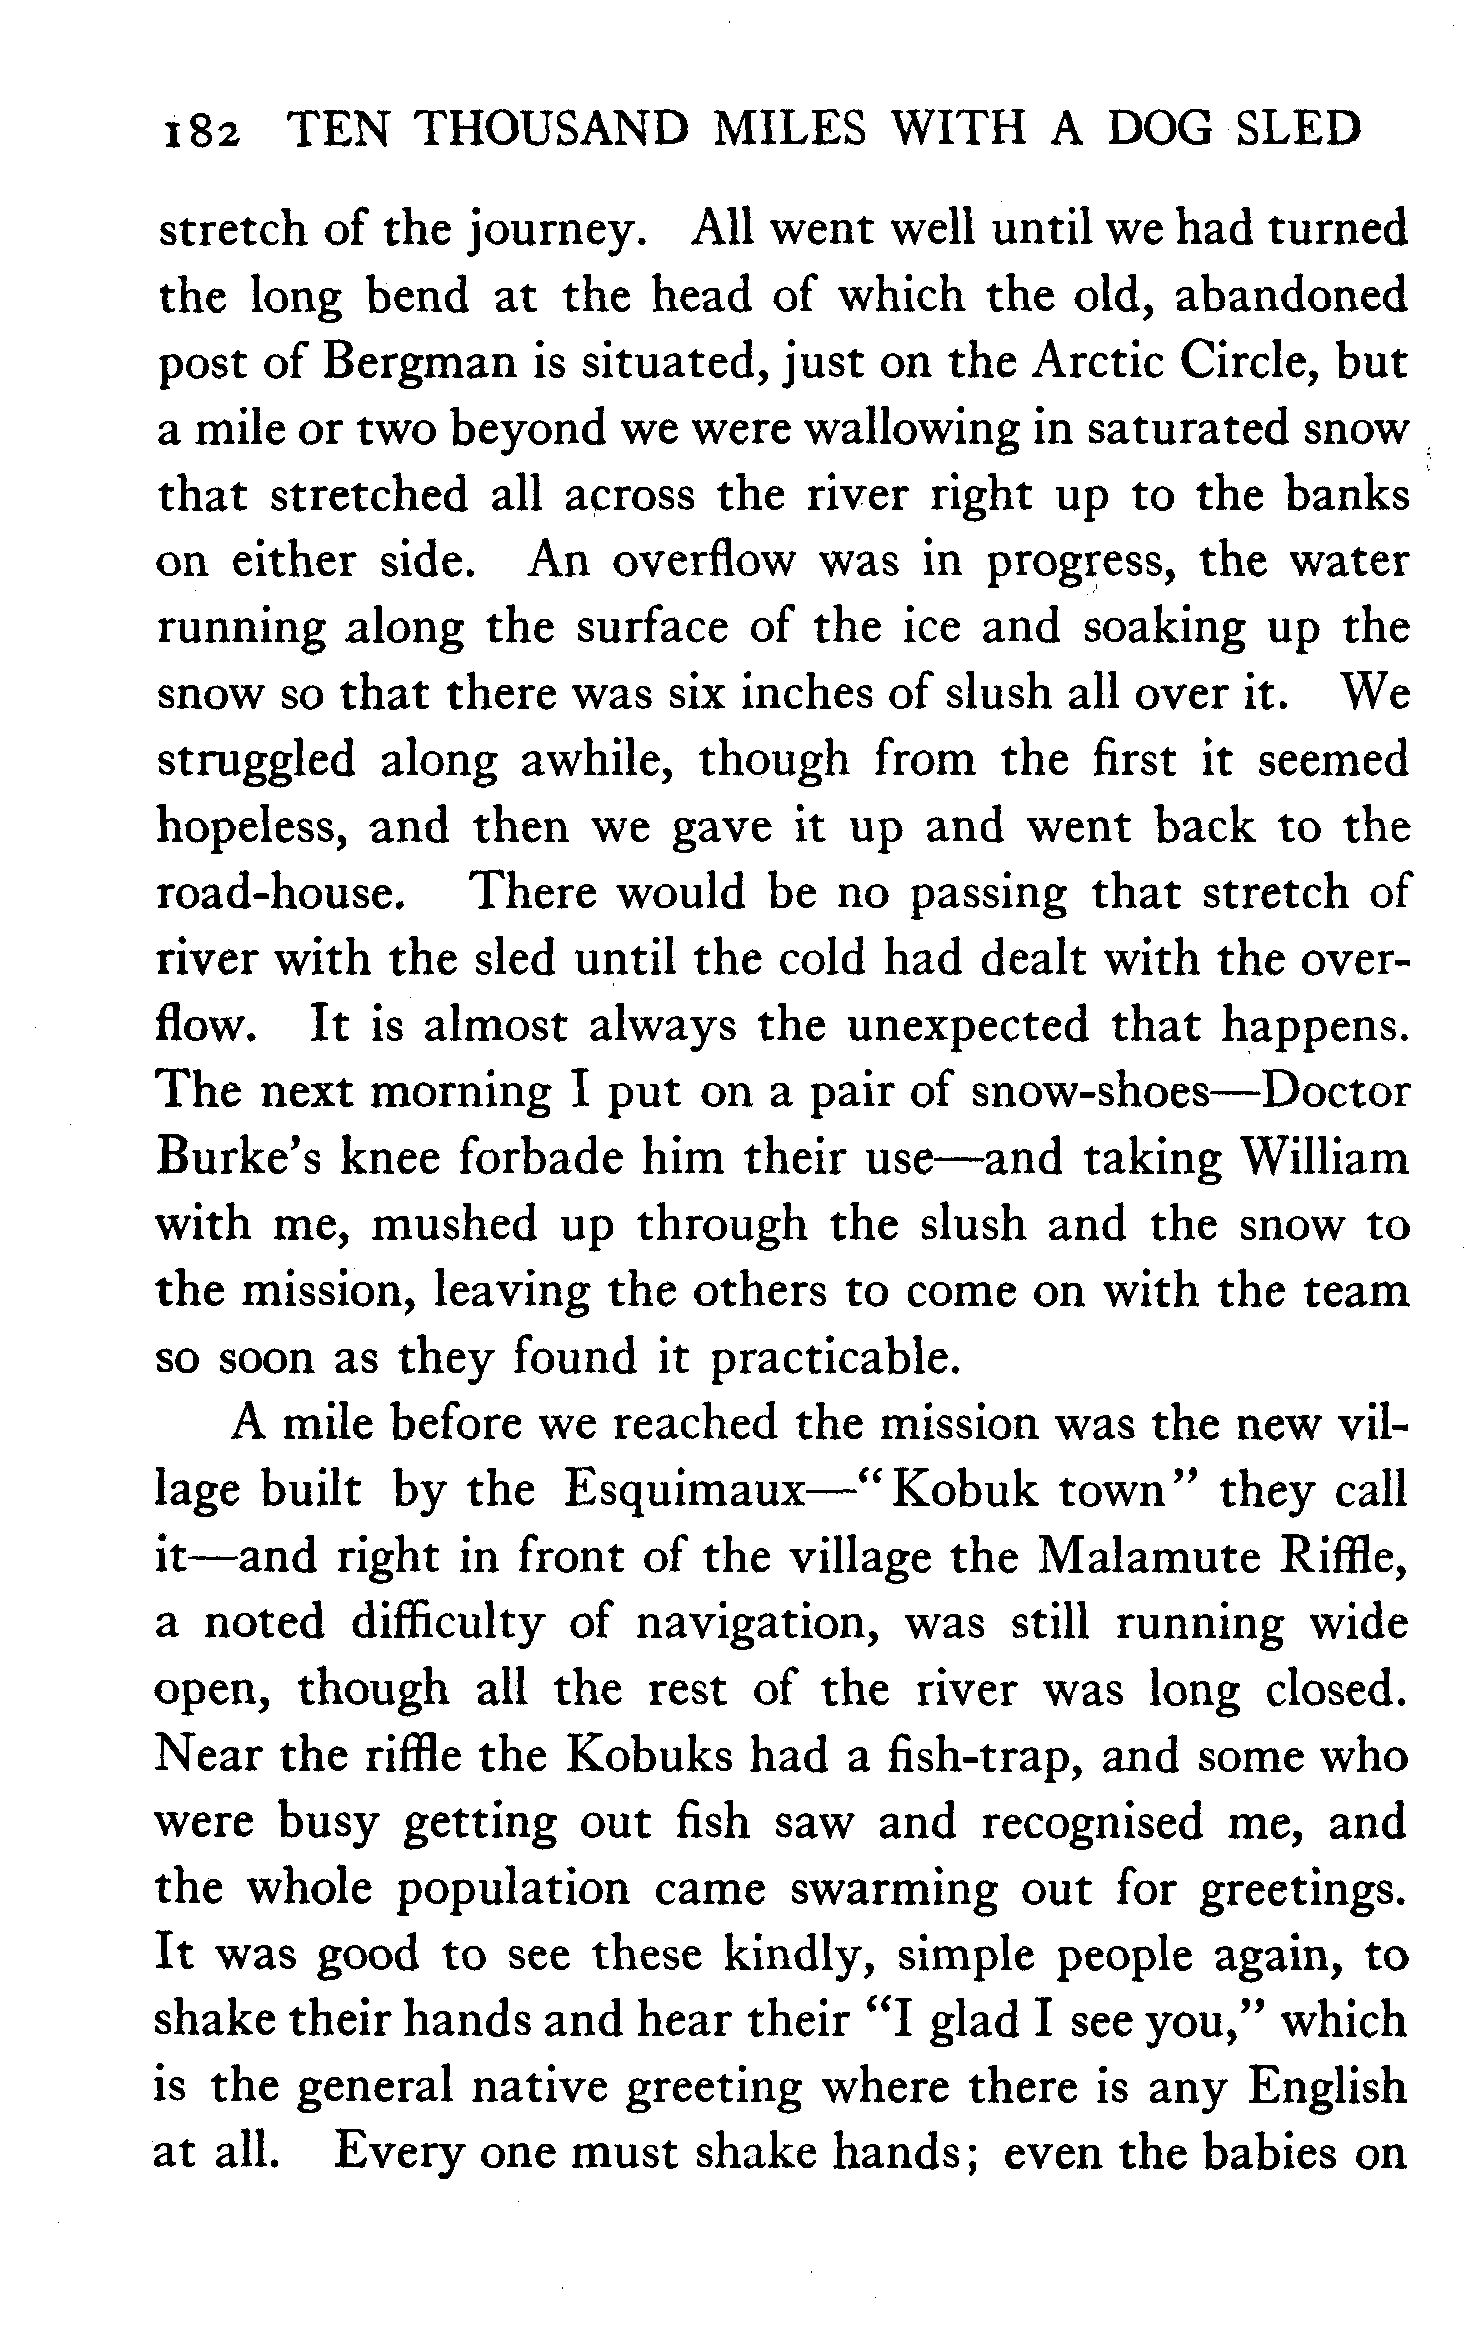 182 TEN THOUSAND MILES WITH A DOG SLED
stretch of the journey. All went well until we had turned
the long bend at the head of which the old, abandoned
post of Bergman is situated, just on the Arctic Circle, but
a mile or two beyond we were wallowing in saturated snow
that stretched all across the river right up to the banks
on either side. An overflow was in progress, the water
running along the surface of the ice and soaking up the
snow so that there was six inches of slush all over it. We
struggled along awhile, though from the first it seemed
hopeless, and then we gave it up and went back to the
road-house. There would be no passing that stretch of
river with the sled until the cold had dealt with the over-
flow. It is almost always the unexpected that happens.
The next morning I put on a pair of snow-shoes—Doctor
Burke's knee forbade him their use—and taking William
with me, mushed up through the slush and the snow to
the mission, leaving the others to come on with the team
so soon as they found it practicable.
A mile before we reached the mission was the new vil-
lage built by the Esquimaux—“Kobuk town” they call
it—and right in front of the village the Malamute Riffle,
a noted difficulty of navigation, was still running wide
open, though all the rest of the river was long closed.
Near the riffle the Kobuks had a fish-trap, and some who
were busy getting out fish saw and recognised me, and
the whole population came swarming out for greetings.
It was good to see these kindly, simple people again, to
shake their hands and hear their “I glad I see you,” which
is the general native greeting where there is any English
at all. Every one must shake hands; even the babies on